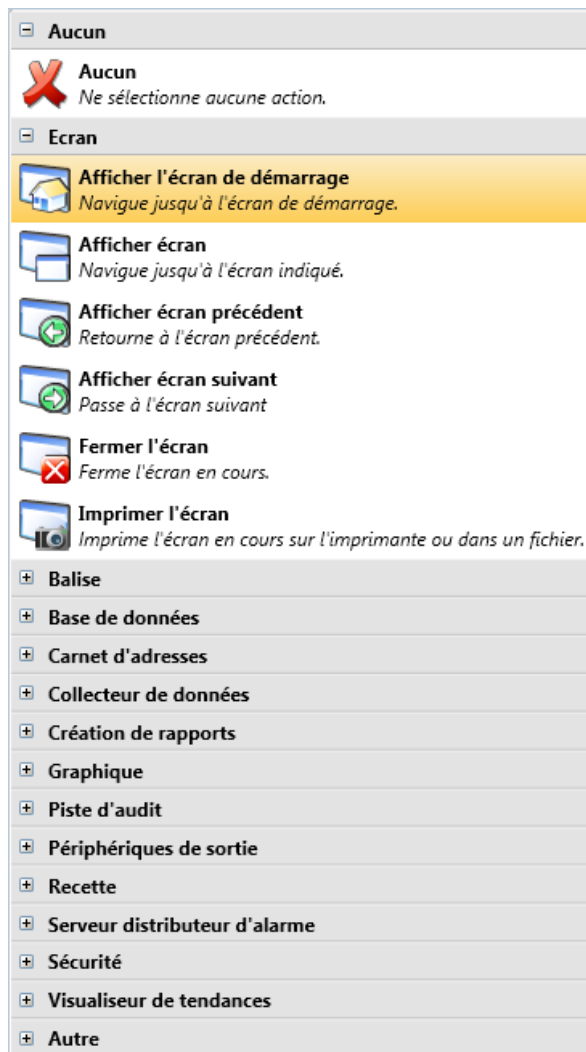 Aucun
Aucun
Ne sélectionne aucune action.
Ecran
Afficher l'écran de démarrage
Navigue jusqu'à l'écran de démarrage.
Afficher écran
Navigue jusqu'à l'écran indiqué.
Afficher écran précédent
Retourne à l'écran précédent.
Afficher écran suivant
Passe à l'écran suivant
Fermer l'écran
Ferme l'écran en cours.
Imprimer l'écran
Imprime l'écran en cours sur l'imprimante ou dans un fichier.
Balise
Base de données
Carnet d'adresses
Collecteur de données
Création de rapports
Graphique
Piste d'audit
Périphériques de sortie
Recette
Serveur distributeur d'alarme
Sécurité
Visualiseur de tendances
Autre